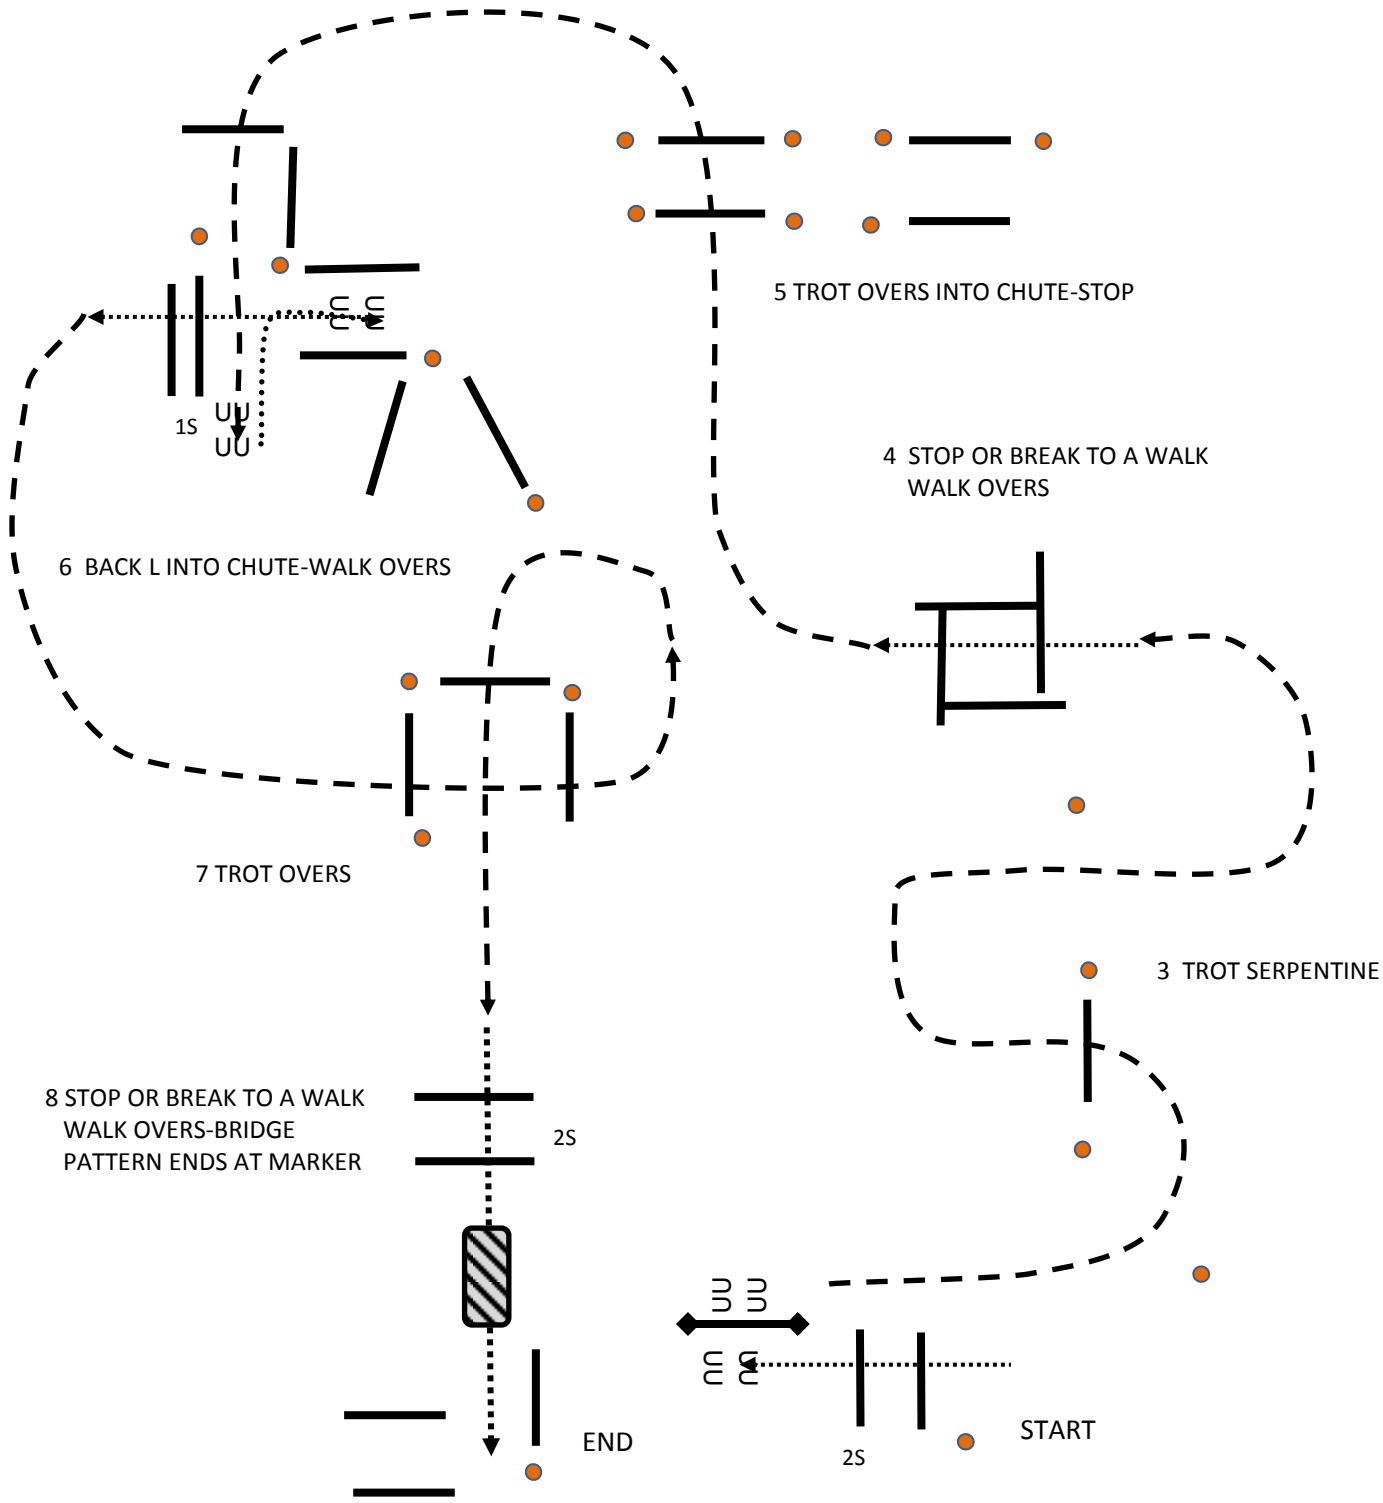 5 TROT OVERS INTO CHUTE-STOP
1S
4 STOP OR BREAK TO A WALK
WALK OVERS
6 BACK L INTO CHUTE-WALK OVERS
7 TROT OVERS
3 TROT SERPENTINE
8 STOP OR BREAK TO A WALK
WALK OVERS-BRIDGE
PATTERN ENDS AT MARKER
2S
END
START
2S